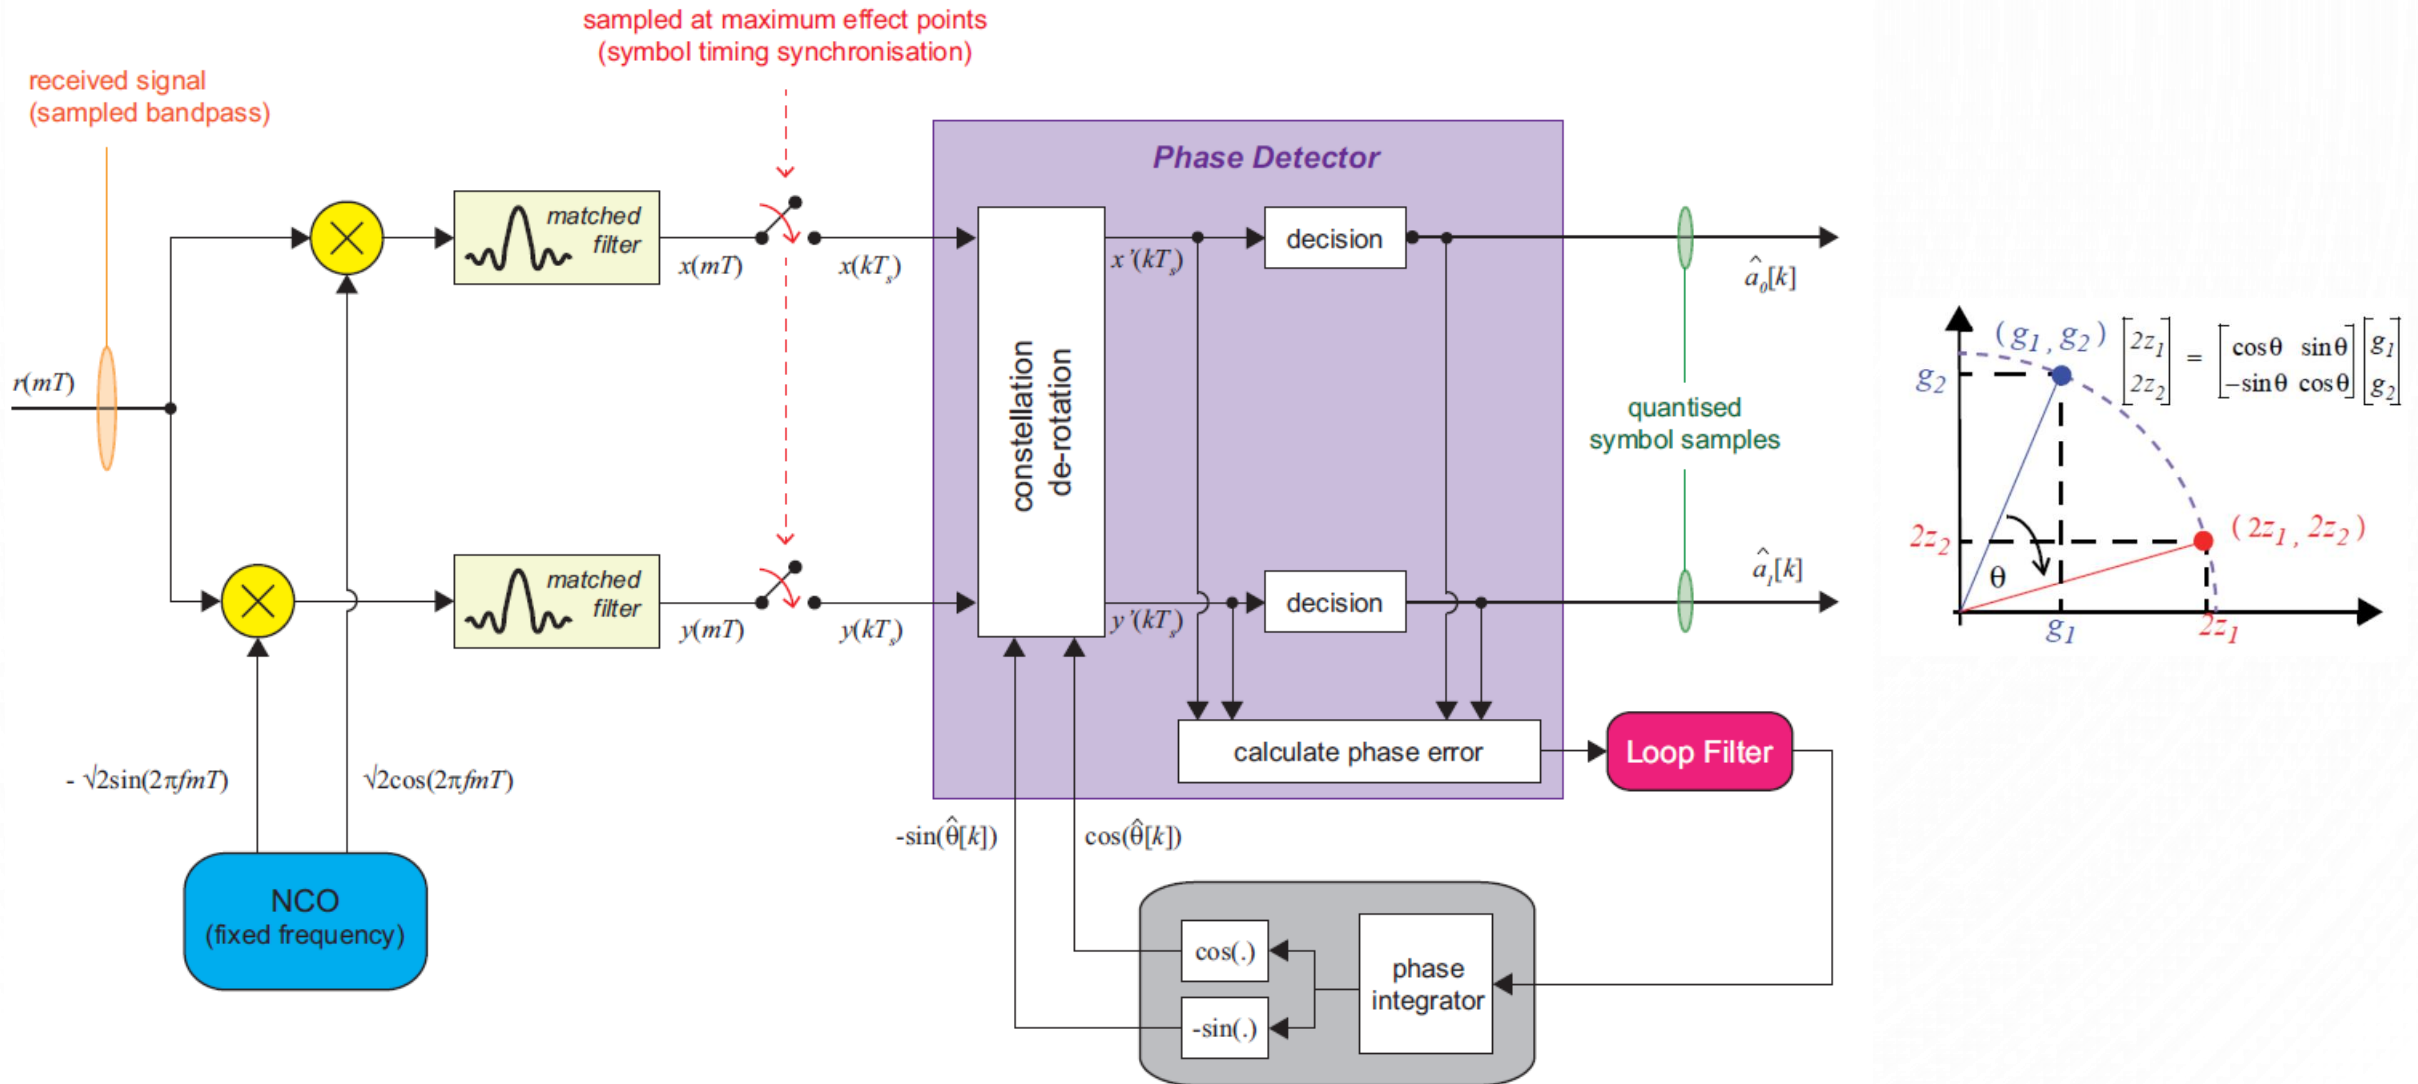 sampled at maximum effect points
(symbol timing synchronisation)
received signal
(sampled bandpass)
Phase Detector
matched
filter
x(mT)
x(kTₛ)
x'(kTₛ)
decision
â₀[k]
r(mT)
constellation
de-rotation
quantised
symbol samples
matched
filter
y(mT)
y(kTₛ)
y'(kTₛ)
decision
â₁[k]
calculate phase error
Loop Filter
- √2sin(2πfmT)
√2cos(2πfmT)
-sin(θ̂[k])
cos(θ̂[k])
NCO
(fixed frequency)
cos(.)
-sin(.)
phase
integrator
(g₁, g₂)
[2z₁ 2z₂] = [cosθ sinθ
−sinθ cosθ] [g₁ g₂]
g₂
2z₂
(2z₁, 2z₂)
θ
g₁
2z₁